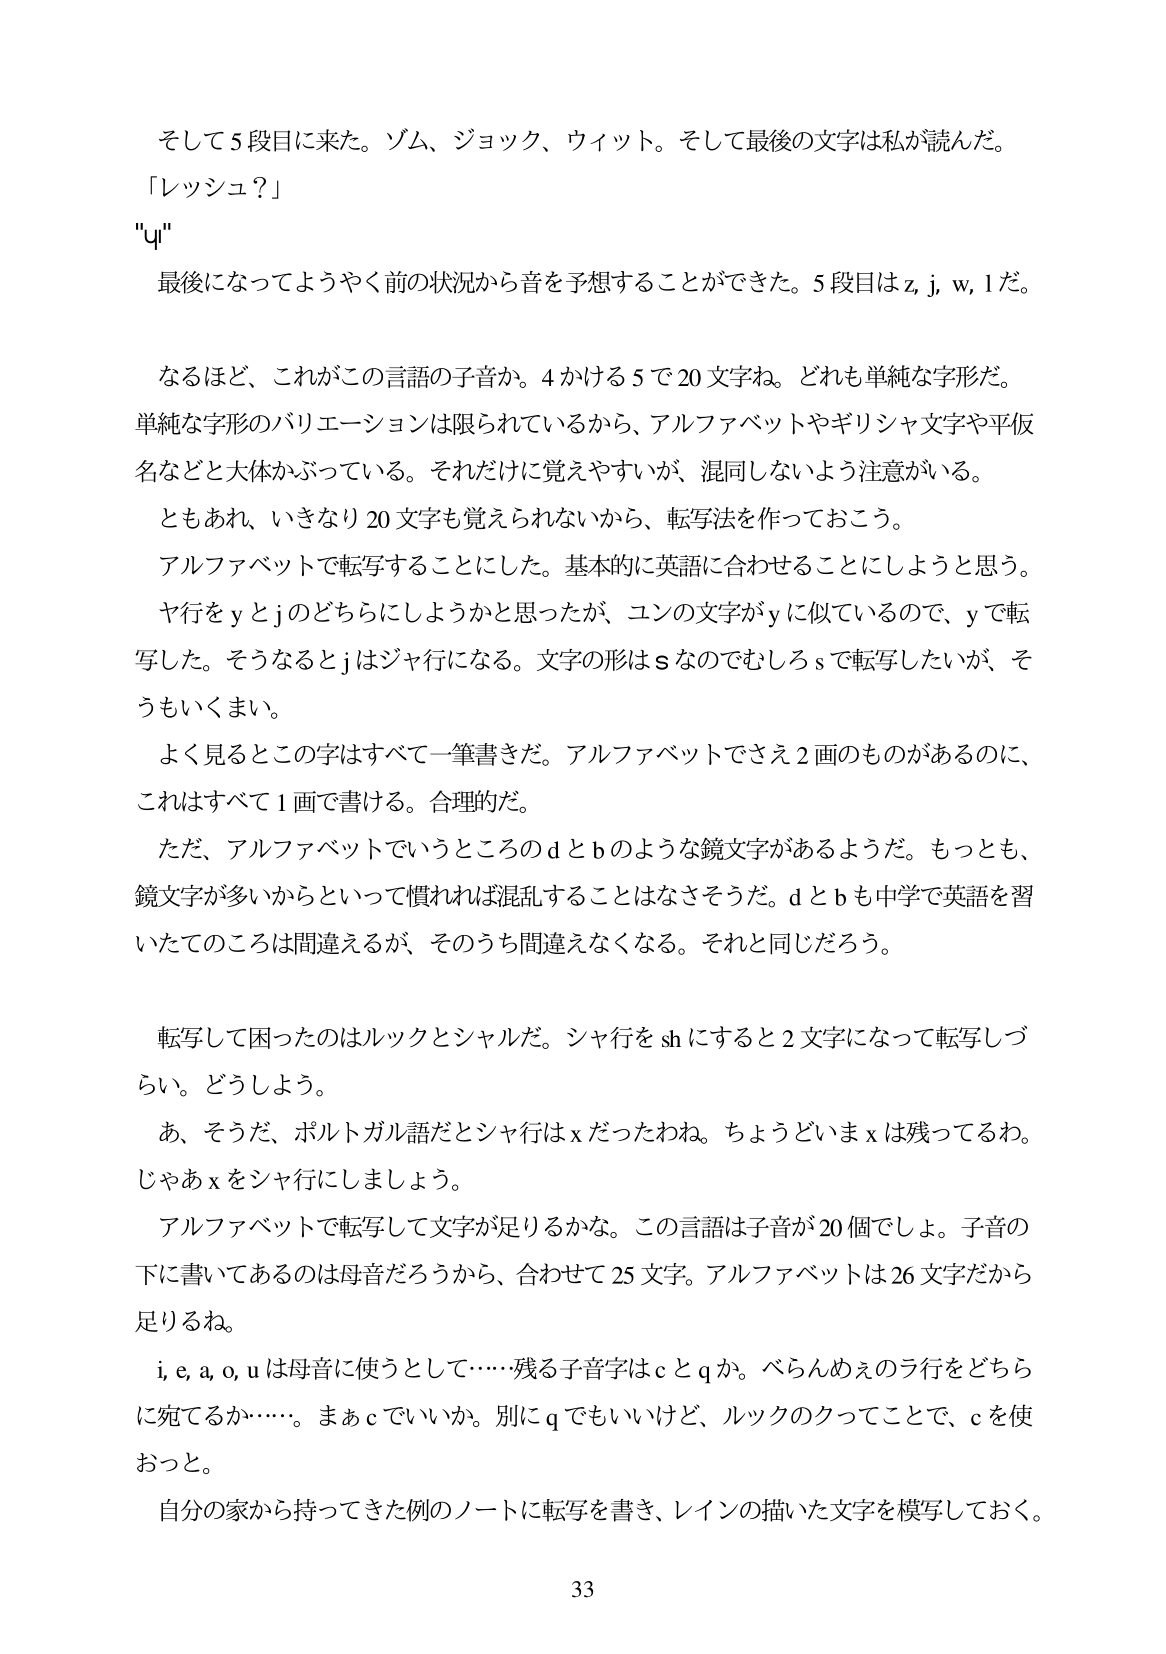 そして 5 段目に来た。ゾム、ジョック、ウィット。そして最後の文字は私が読んだ。
「レッシュ？」
最後になってようやく前の状況から音を予想することができた。5 段目は z, j, w, l だ。
なるほど、これがこの言語の子音か。4 かける 5 で 20 文字ね。どれも単純な字形だ。
単純な字形のバリエーションは限られているから、アルファベットやギリシャ文字や平仮
名などと大体かぶっている。それだけに覚えやすいが、混同しないよう注意がいる。
ともあれ、いきなり 20 文字も覚えられないから、転写法を作っておこう。
アルファベットで転写することにした。基本的に英語に合わせることにしようと思う。
ヤ行を y と j のどちらにしようかと思ったが、ユンの文字が y に似ているので、y で転
写した。そうなると j はジャ行になる。文字の形は s なのでむしろ s で転写したいが、そ
うもいくまい。
よく見るとこの字はすべて一筆書きだ。アルファベットでさえ 2 画のものがあるのに、
これはすべて 1 画で書ける。合理的だ。
ただ、アルファベットでいうところの d と b のような鏡文字があるようだ。もっとも、
鏡文字が多いからといって慣れれば混乱することはなさそうだ。d と b も中学で英語を習
いたてのころは間違えるが、そのうち間違えなくなる。それと同じだろう。
転写して困ったのはルックとシャルだ。シャ行を sh にすると 2 文字になって転写しづ
らい。どうしよう。
あ、そうだ、ポルトガル語だとシャ行は x だったわね。ちょうどいま x は残ってるわ。
じゃあ x をシャ行にしましょう。
アルファベットで転写して文字が足りるかな。この言語は子音が 20 個でしょ。子音の
下に書いてあるのは母音だろうから、合わせて 25 文字。アルファベットは 26 文字だから
足りるね。
i, e, a, o, u は母音に使うとして……残る子音字は c と q か。べらんめぇのラ行をどちら
に宛てるか……。まぁ c でいいか。別に q でもいいけど、ルックのクってことで、c を使
おっと。
自分の家から持ってきた例のノートに転写を書き、レインの描いた文字を模写しておく。
33